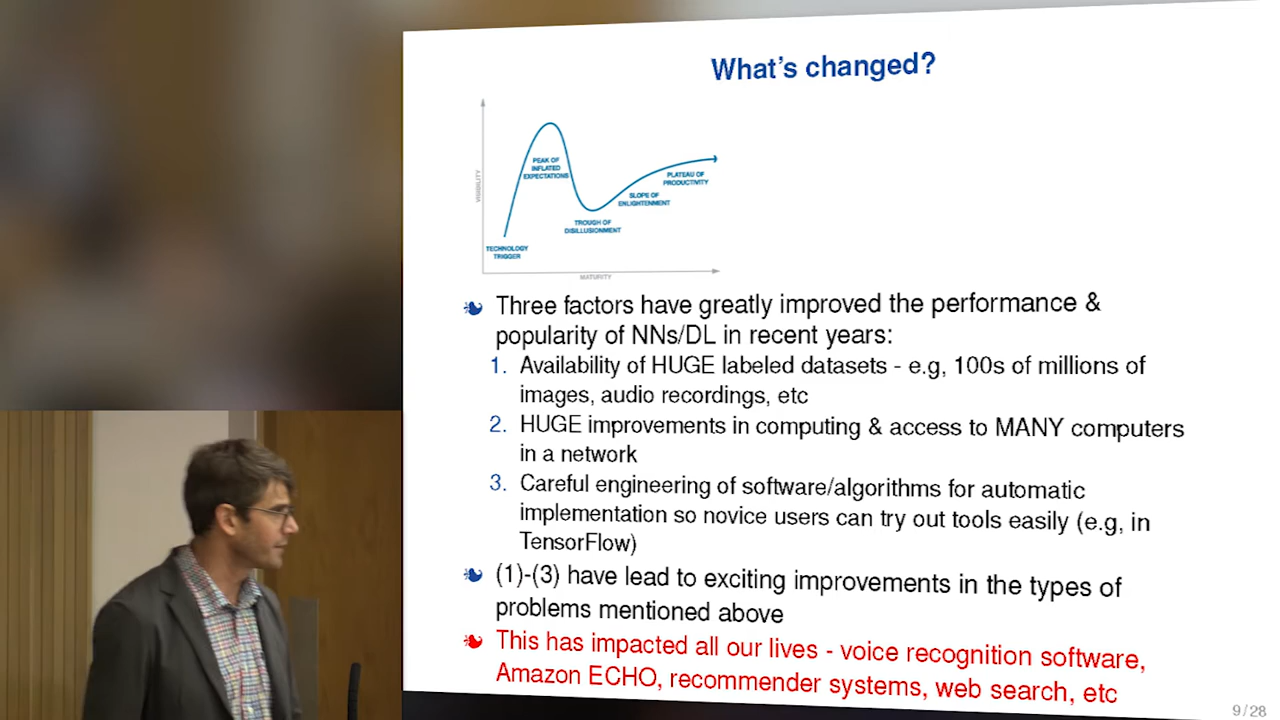 What's changed?
VISIBILITY
PEAK OF
INFLATED
EXPECTATIONS
PLATEAU OF
PRODUCTIVITY
SLOPE OF
ENLIGHTENMENT
TROUGH OF
DISILLUSIONMENT
TECHNOLOGY
TRIGGER
MATURITY
Three factors have greatly improved the performance &
popularity of NNs/DL in recent years:
1. Availability of HUGE labeled datasets - e.g, 100s of millions of
images, audio recordings, etc
2. HUGE improvements in computing & access to MANY computers
in a network
3. Careful engineering of software/algorithms for automatic
implementation so novice users can try out tools easily (e.g, in
TensorFlow)
(1)-(3) have lead to exciting improvements in the types of
problems mentioned above
This has impacted all our lives - voice recognition software,
Amazon ECHO, recommender systems, web search, etc
9/28